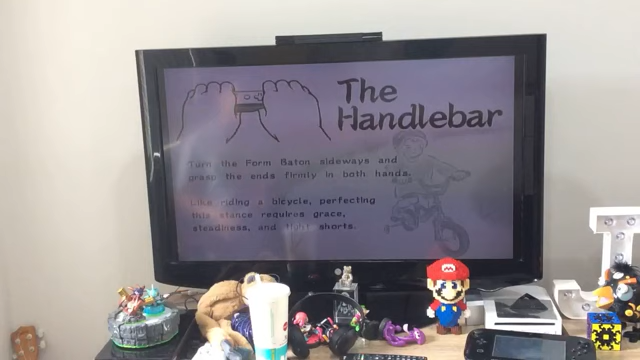 The
Handlebar
Turn the Form Baton sideways and
grasp the ends firmly in both hands.
Like riding a bicycle, perfecting
this stance requires grace,
steadiness, and tight shorts.